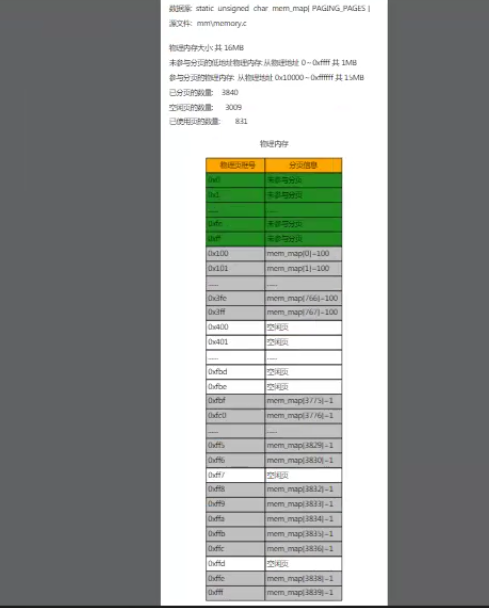 数据源: static unsigned char mem_map[ PAGING_PAGES ]
源文件: mm\memory.c
物理内存大小: 共 16MB
未参与分页的低地址物理内存: 从物理地址 0~0xffff 共 1MB
参与分页的物理内存: 从物理地址 0x10000~0xffffff 共 15MB
已分页的数量: 3840
空闲页的数量: 3009
已使用页的数量: 831
物理内存
物理页框号 分页信息
0x0 未参与分页
0x1 未参与分页
...... ......
0xfe 未参与分页
0xff 未参与分页
0x100 mem_map[0]=100
0x101 mem_map[1]=100
...... ......
0x3fe mem_map[766]=100
0x3ff mem_map[767]=100
0x400 空闲页
0x401 空闲页
...... ......
0xfbd 空闲页
0xfbe 空闲页
0xfbf mem_map[3775]=1
0xfc0 mem_map[3776]=1
...... ......
0xff5 mem_map[3829]=1
0xff6 mem_map[3830]=1
0xff7 空闲页
0xff8 mem_map[3832]=1
0xff9 mem_map[3833]=1
0xffa mem_map[3834]=1
0xffb mem_map[3835]=1
0xffc mem_map[3836]=1
0xffd 空闲页
0xffe mem_map[3838]=1
0xfff mem_map[3839]=1